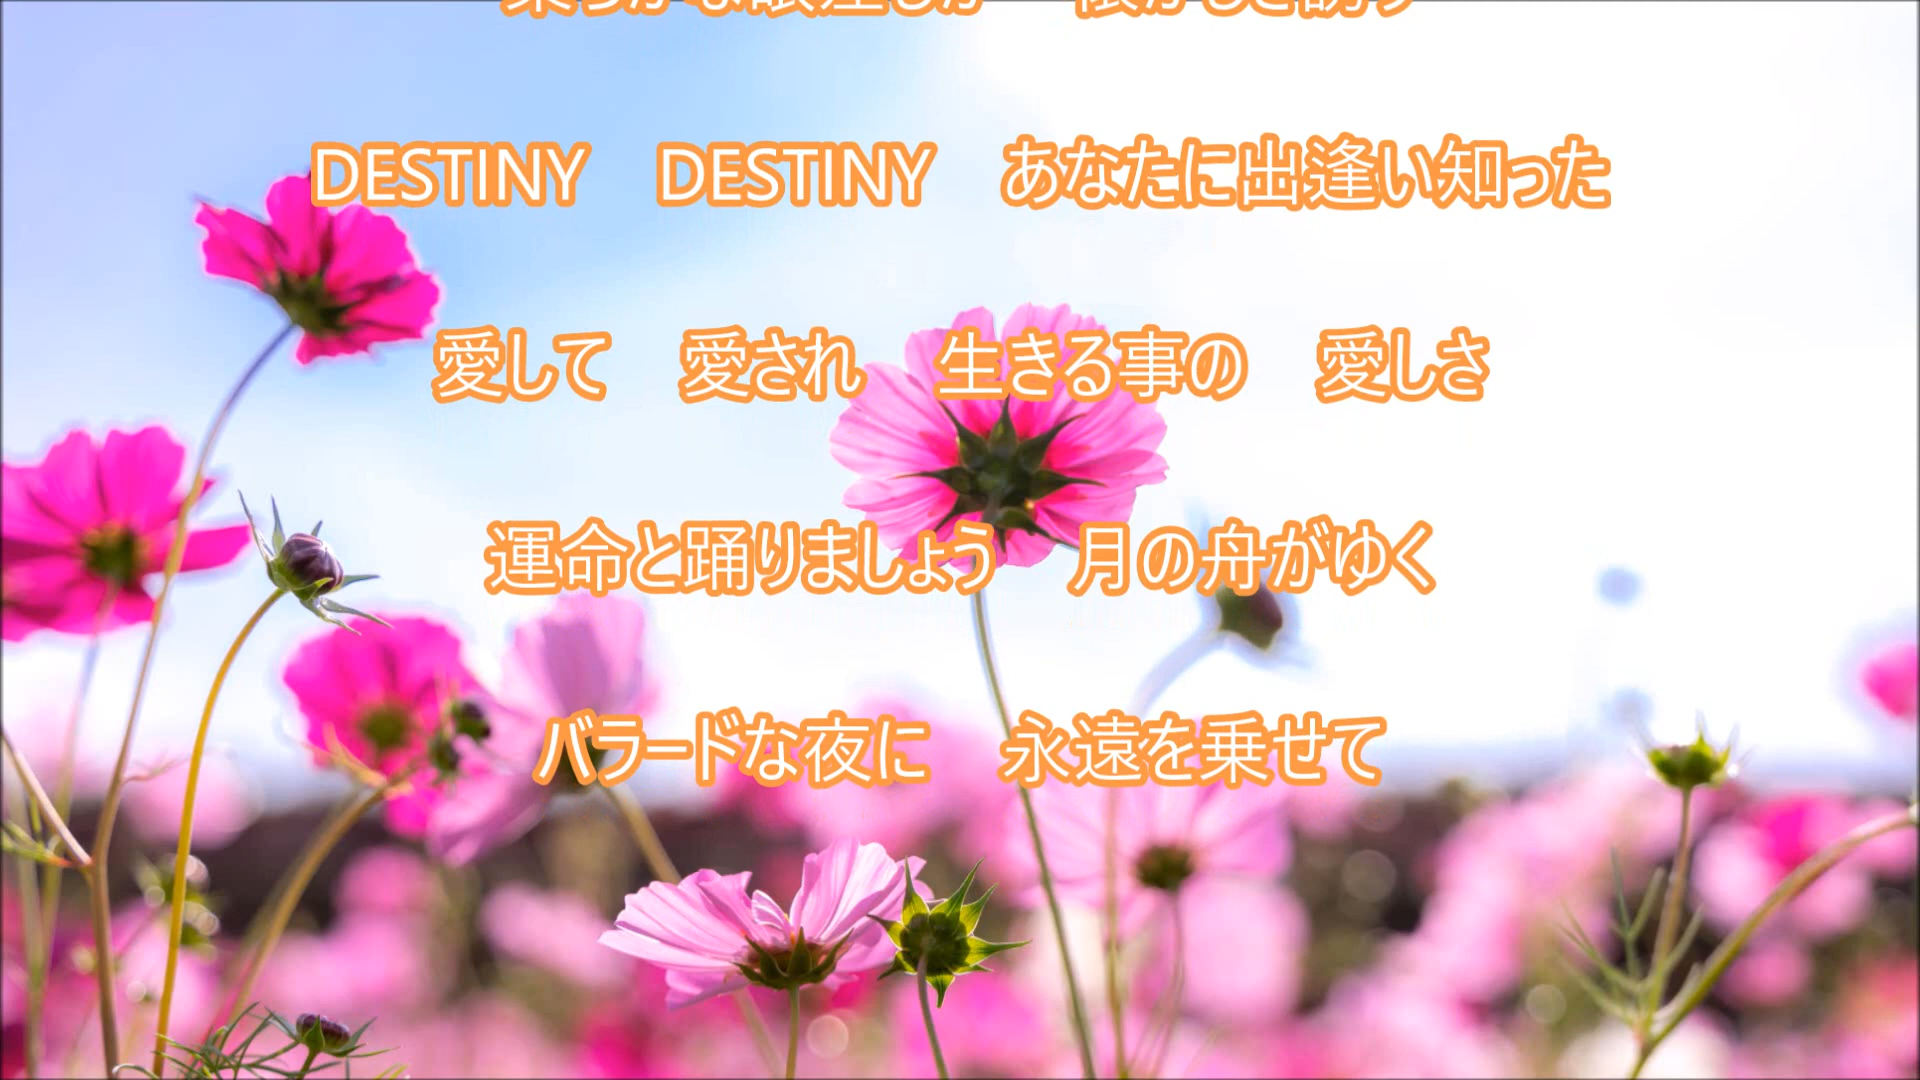 DESTINY　DESTINY　あなたに出逢い知った
愛して　愛され　生きる事の　愛しさ
運命と踊りましょう　月の舟がゆく
バラードな夜に　永遠を乗せて